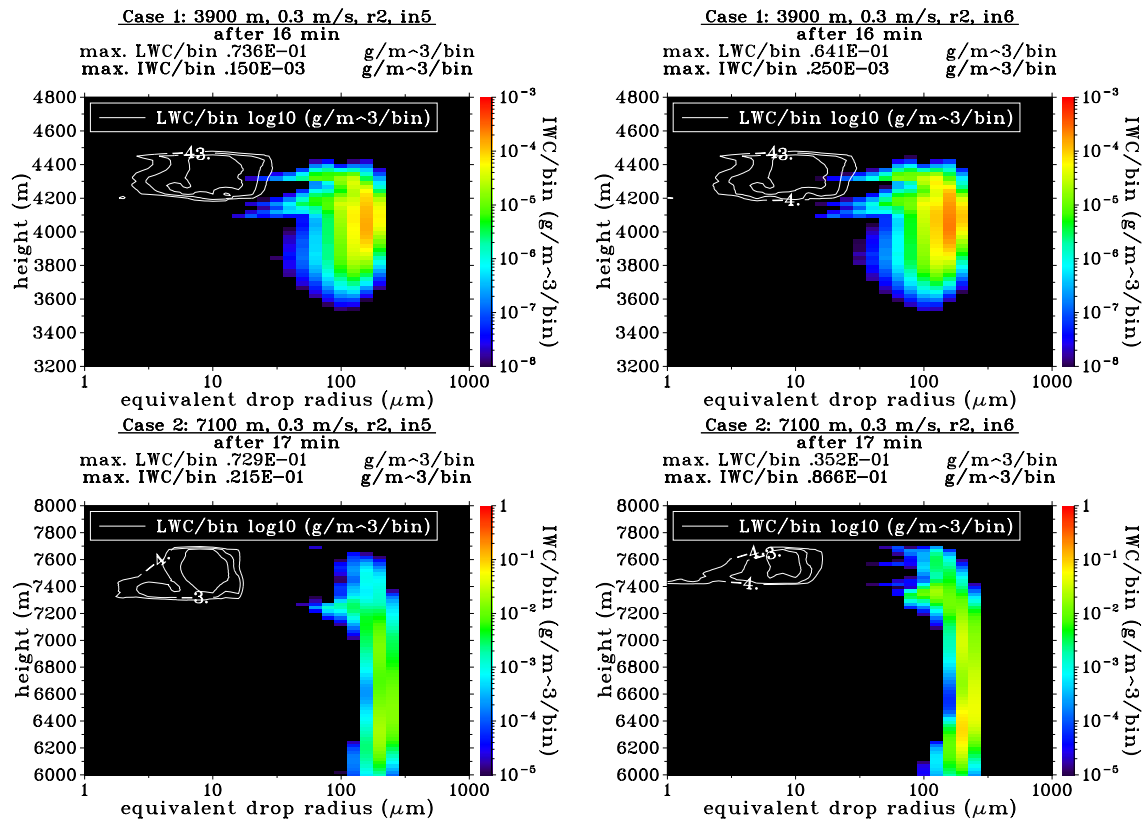 Case 1: 3900 m, 0.3 m/s, r2, in5
after 16 min
max. LWC/bin .736E-01 g/m^3/bin
max. IWC/bin .150E-03 g/m^3/bin
LWC/bin log10 (g/m^3/bin)
4800
4600
4400
4200
4000
3800
3600
3400
3200
height (m)
-43.
1
10
100
1000
equivalent drop radius (μm)
10^-3
10^-4
10^-5
10^-6
10^-7
10^-8
IWC/bin (g/m^3/bin)
Case 1: 3900 m, 0.3 m/s, r2, in6
after 16 min
max. LWC/bin .641E-01 g/m^3/bin
max. IWC/bin .250E-03 g/m^3/bin
LWC/bin log10 (g/m^3/bin)
4800
4600
4400
4200
4000
3800
3600
3400
3200
height (m)
-43.
-4.
1
10
100
1000
equivalent drop radius (μm)
10^-3
10^-4
10^-5
10^-6
10^-7
10^-8
IWC/bin (g/m^3/bin)
Case 2: 7100 m, 0.3 m/s, r2, in5
after 17 min
max. LWC/bin .729E-01 g/m^3/bin
max. IWC/bin .215E-01 g/m^3/bin
LWC/bin log10 (g/m^3/bin)
8000
7800
7600
7400
7200
7000
6800
6600
6400
6200
6000
height (m)
-4.
-3.
1
10
100
1000
equivalent drop radius (μm)
1
10^-1
10^-2
10^-3
10^-4
10^-5
IWC/bin (g/m^3/bin)
Case 2: 7100 m, 0.3 m/s, r2, in6
after 17 min
max. LWC/bin .352E-01 g/m^3/bin
max. IWC/bin .866E-01 g/m^3/bin
LWC/bin log10 (g/m^3/bin)
8000
7800
7600
7400
7200
7000
6800
6600
6400
6200
6000
height (m)
-4.
-4.
1
10
100
1000
equivalent drop radius (μm)
1
10^-1
10^-2
10^-3
10^-4
10^-5
IWC/bin (g/m^3/bin)